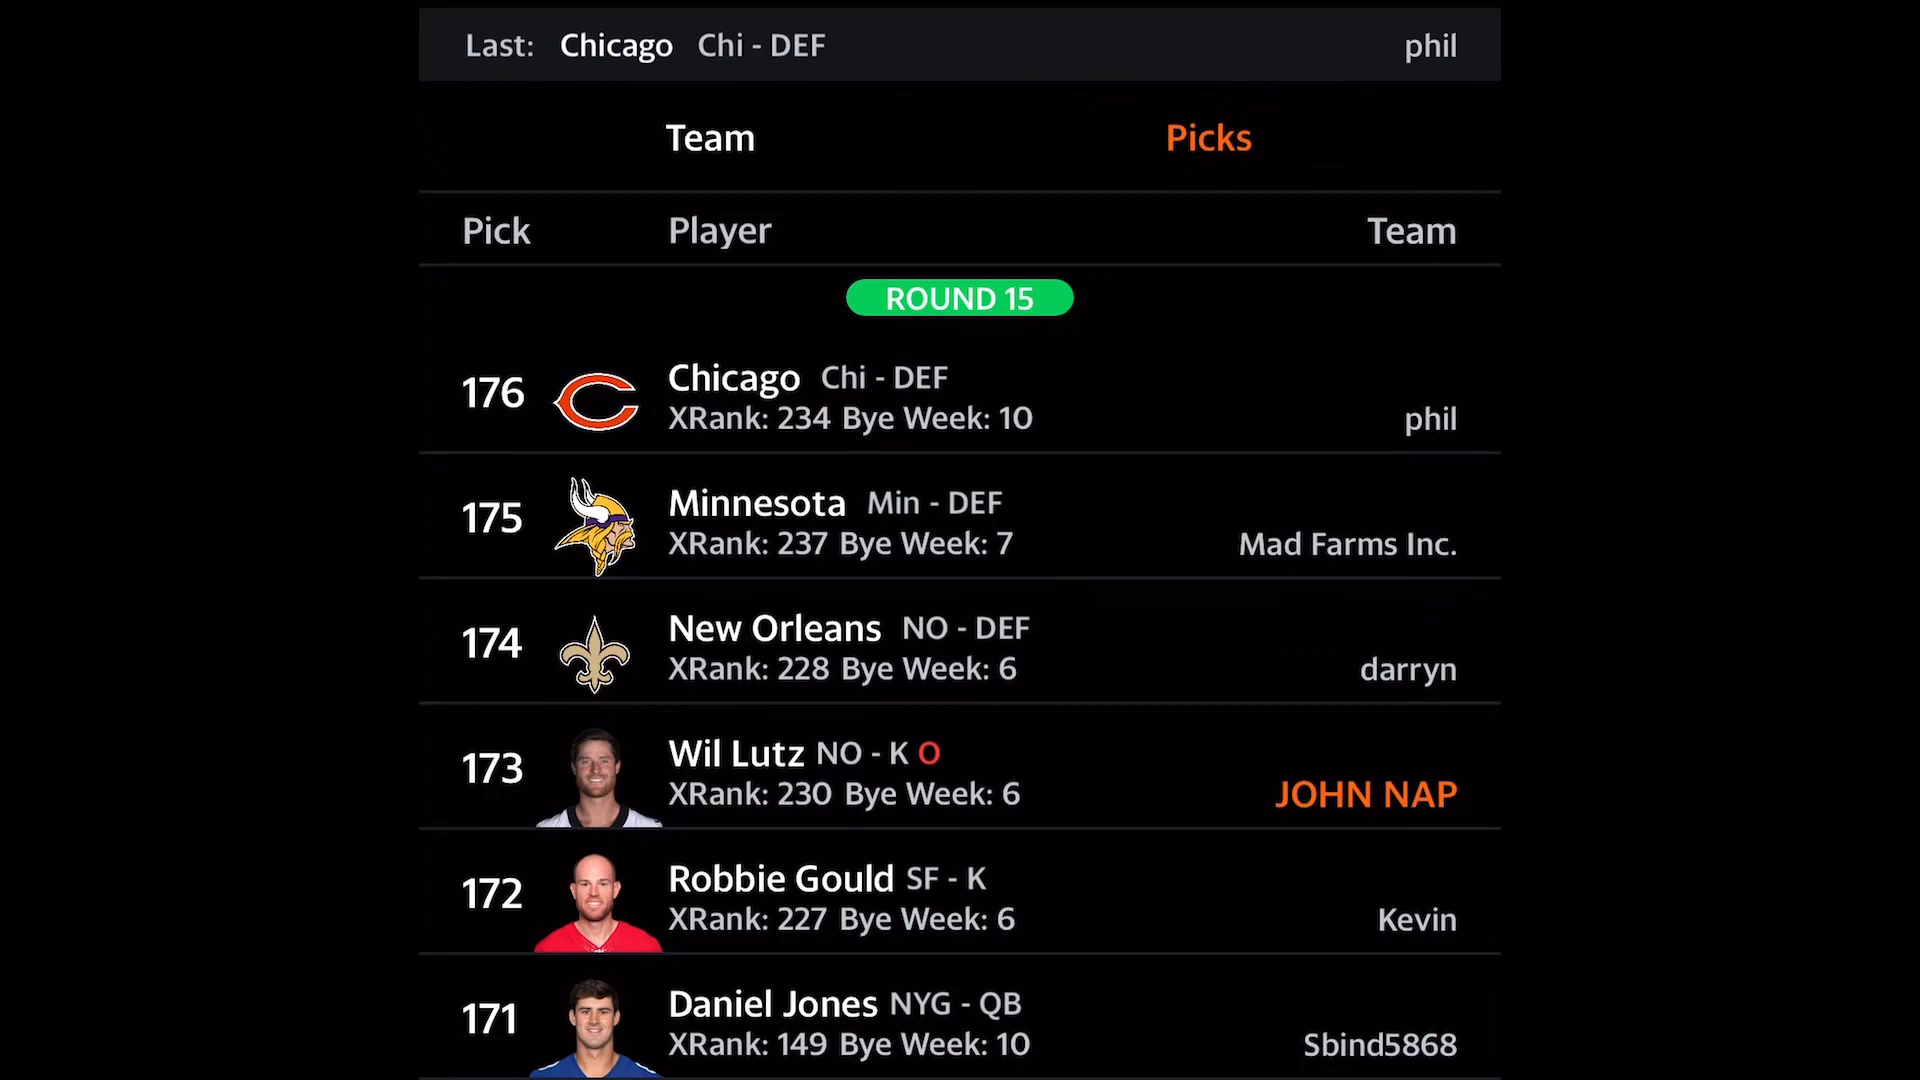 Last: Chicago Chi - DEF phil
Team Picks
Pick Player Team
ROUND 15
176 Chicago Chi - DEF
XRank: 234 Bye Week: 10 phil
175 Minnesota Min - DEF
XRank: 237 Bye Week: 7 Mad Farms Inc.
174 New Orleans NO - DEF
XRank: 228 Bye Week: 6 darryn
173 Wil Lutz NO - K O
XRank: 230 Bye Week: 6 JOHN NAP
172 Robbie Gould SF - K
XRank: 227 Bye Week: 6 Kevin
171 Daniel Jones NYG - QB
XRank: 149 Bye Week: 10 Sbind5868